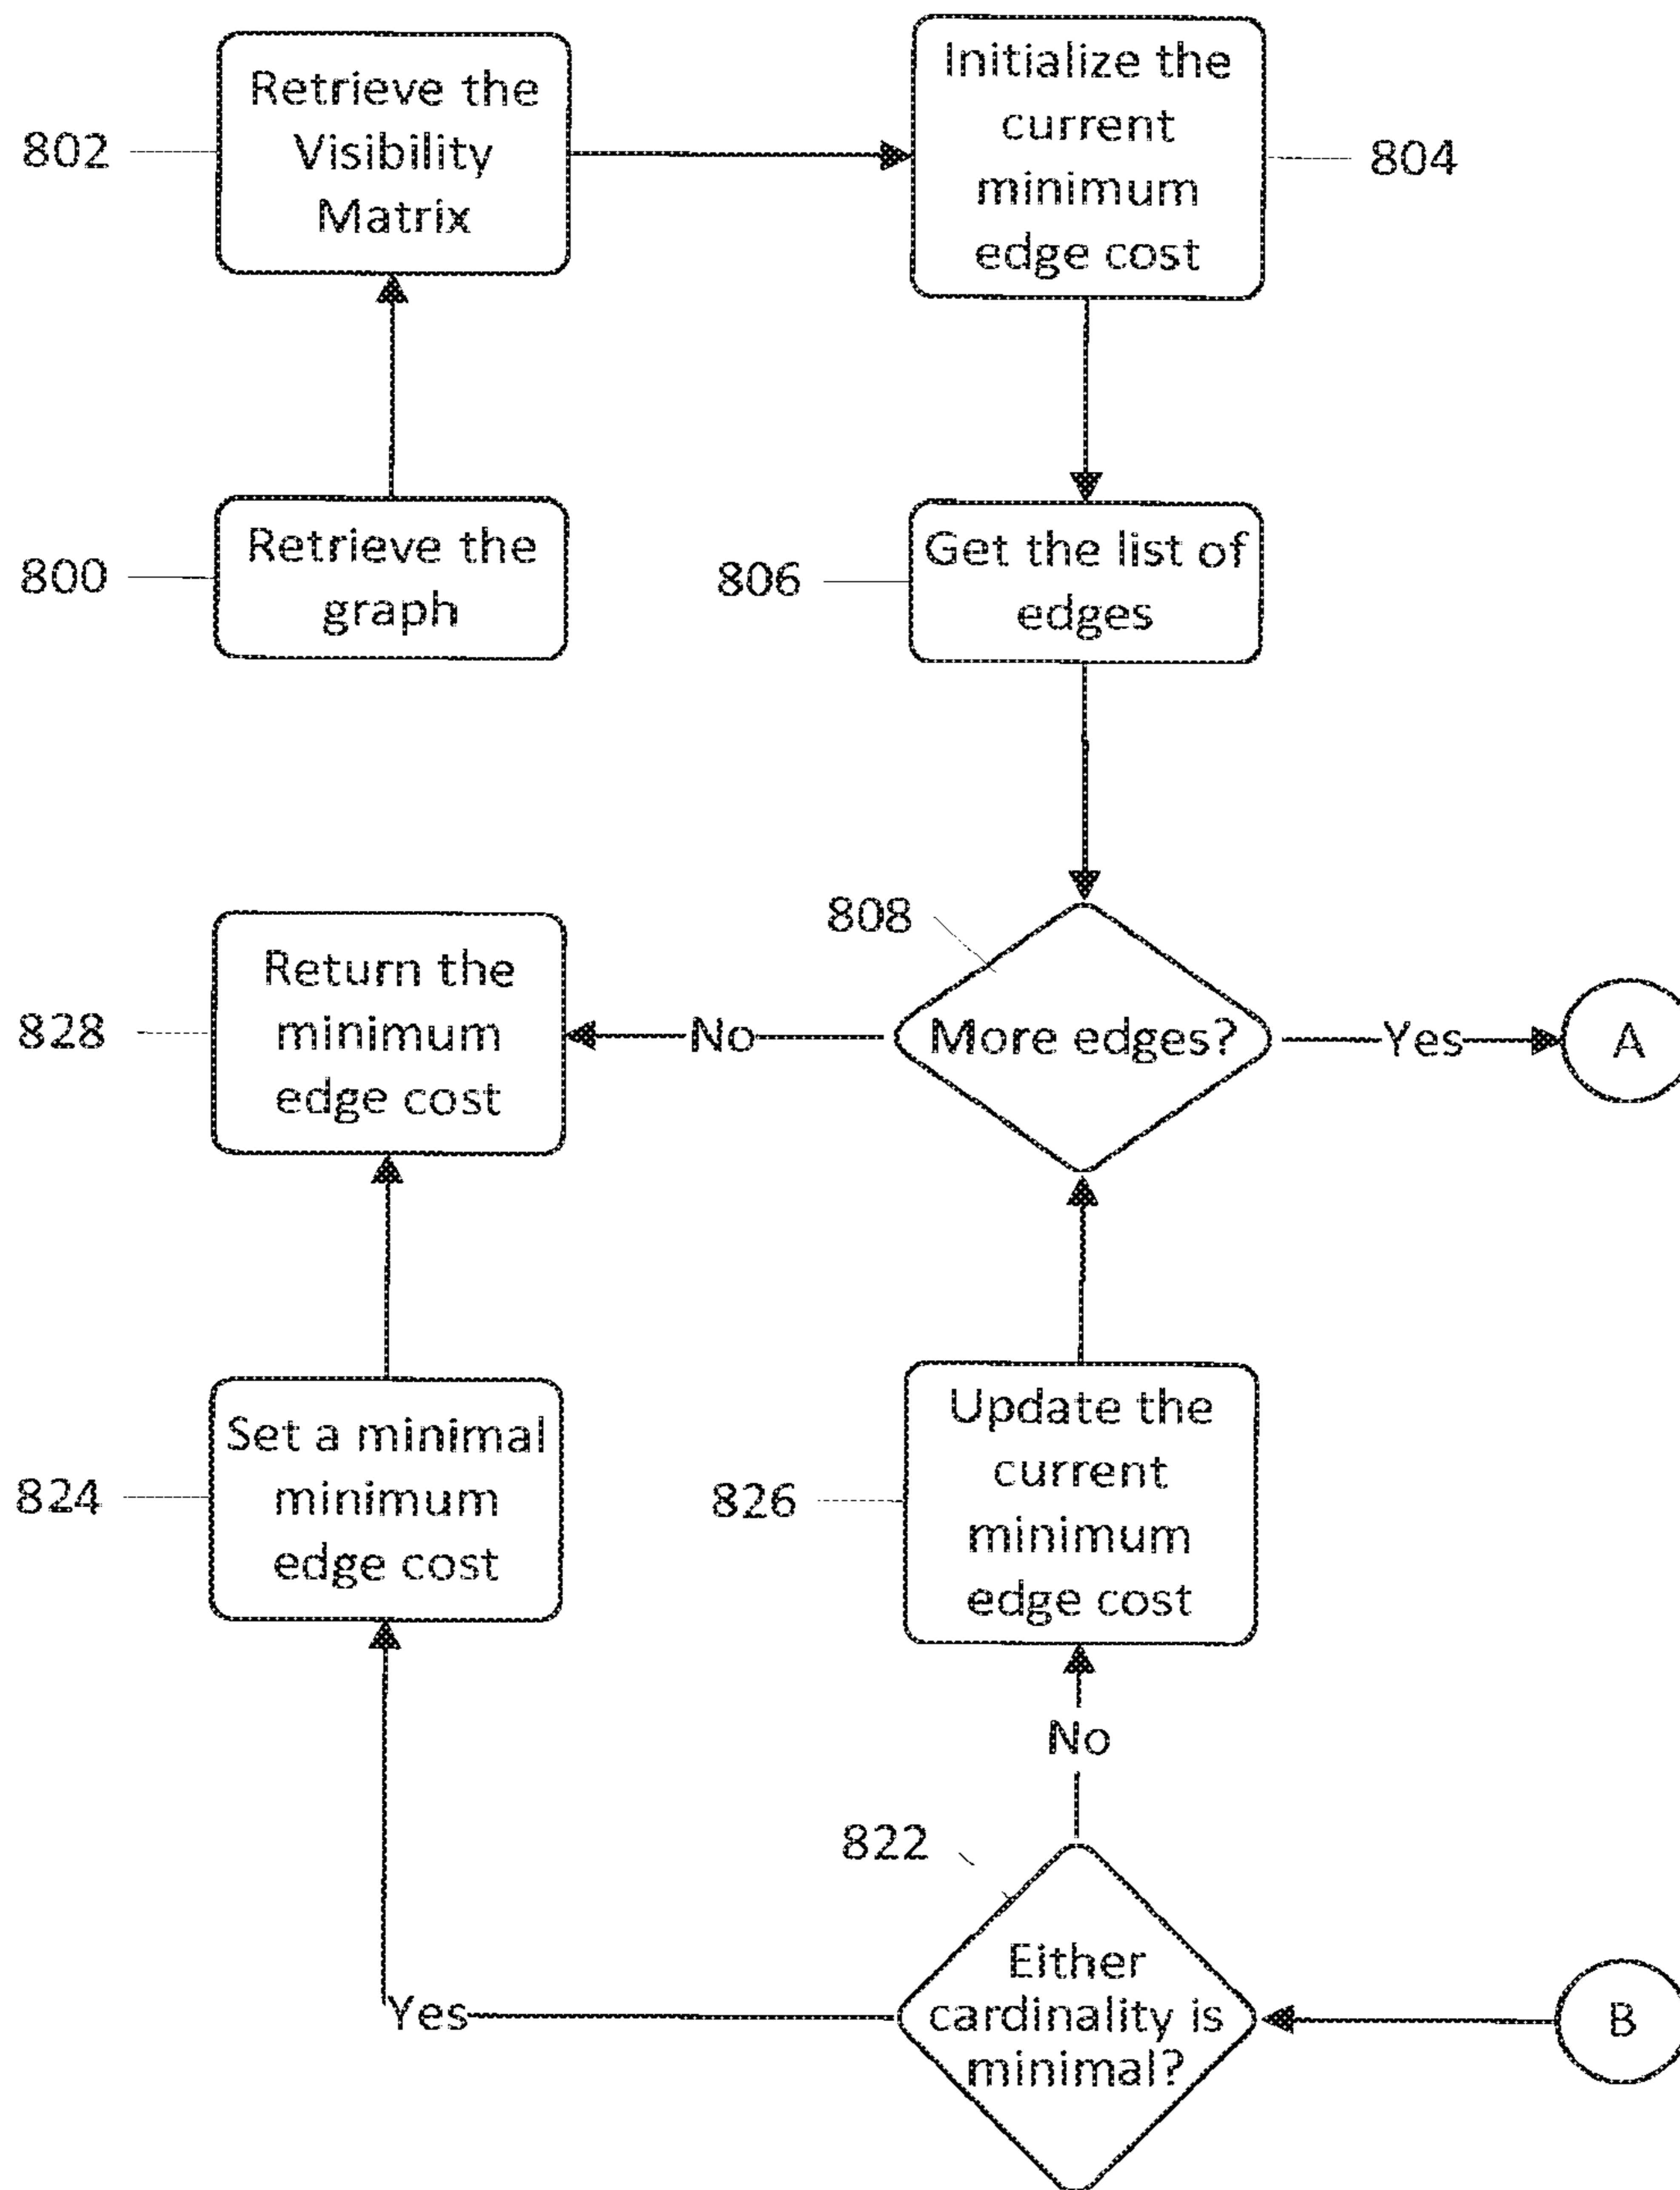 802
Retrieve the
Visibility
Matrix
Initialize the
current
minimum
edge cost
804
800
Retrieve the
graph
806
Get the list of
edges
808
828
Return the
minimum
edge cost
No
More edges?
Yes
A
824
Set a minimal
minimum
edge cost
826
Update the
current
minimum
edge cost
No
822
Yes
Either
cardinality is
minimal?
B